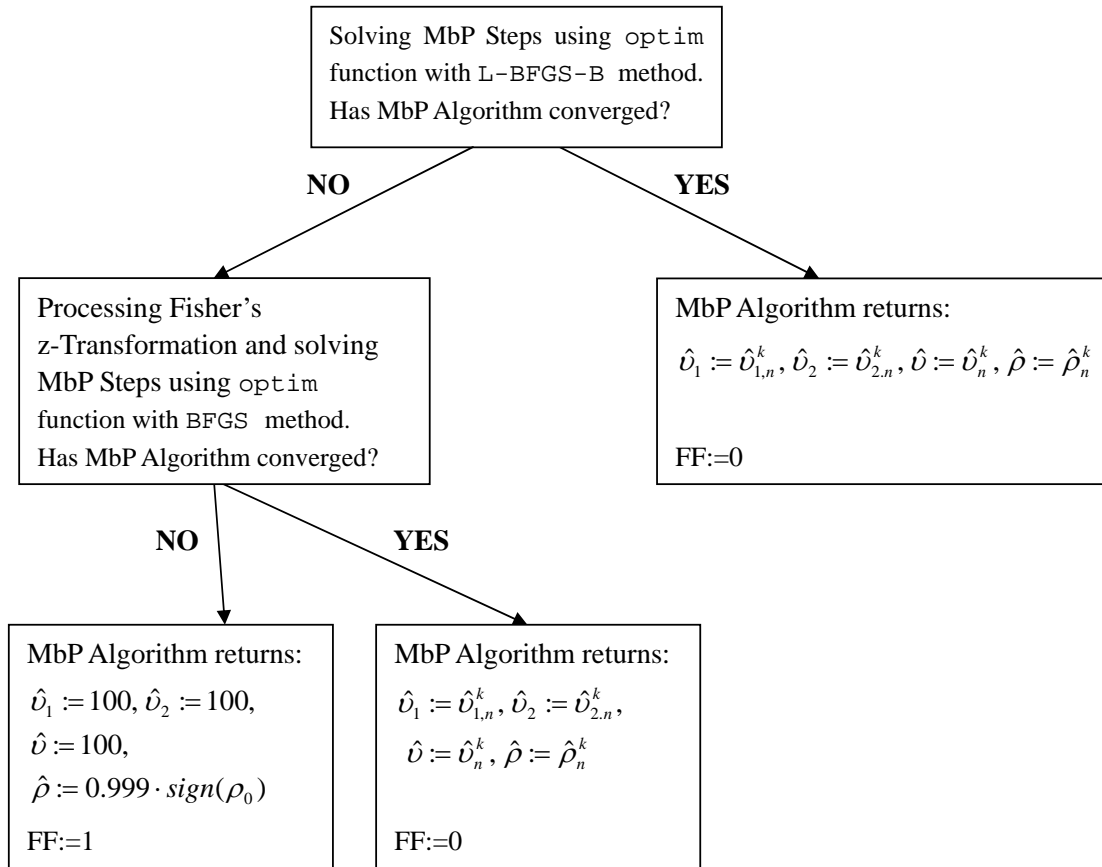 Solving MbP Steps using optim
function with L-BFGS-B method.
Has MbP Algorithm converged?
NO
YES
Processing Fisher’s
z-Transformation and solving
MbP Steps using optim
function with BFGS method.
Has MbP Algorithm converged?
MbP Algorithm returns:
υ̂₁ := υ̂ᵏ₁,ₙ, υ̂₂ := υ̂ᵏ₂.ₙ, υ̂ := υ̂ᵏₙ, ρ̂ := ρ̂ᵏₙ
FF:=0
NO
YES
MbP Algorithm returns:
υ̂₁ := 100, υ̂₂ := 100,
υ̂ := 100,
ρ̂ := 0.999 · sign(ρ₀)
FF:=1
MbP Algorithm returns:
υ̂₁ := υ̂ᵏ₁,ₙ, υ̂₂ := υ̂ᵏ₂.ₙ,
υ̂ := υ̂ᵏₙ, ρ̂ := ρ̂ᵏₙ
FF:=0